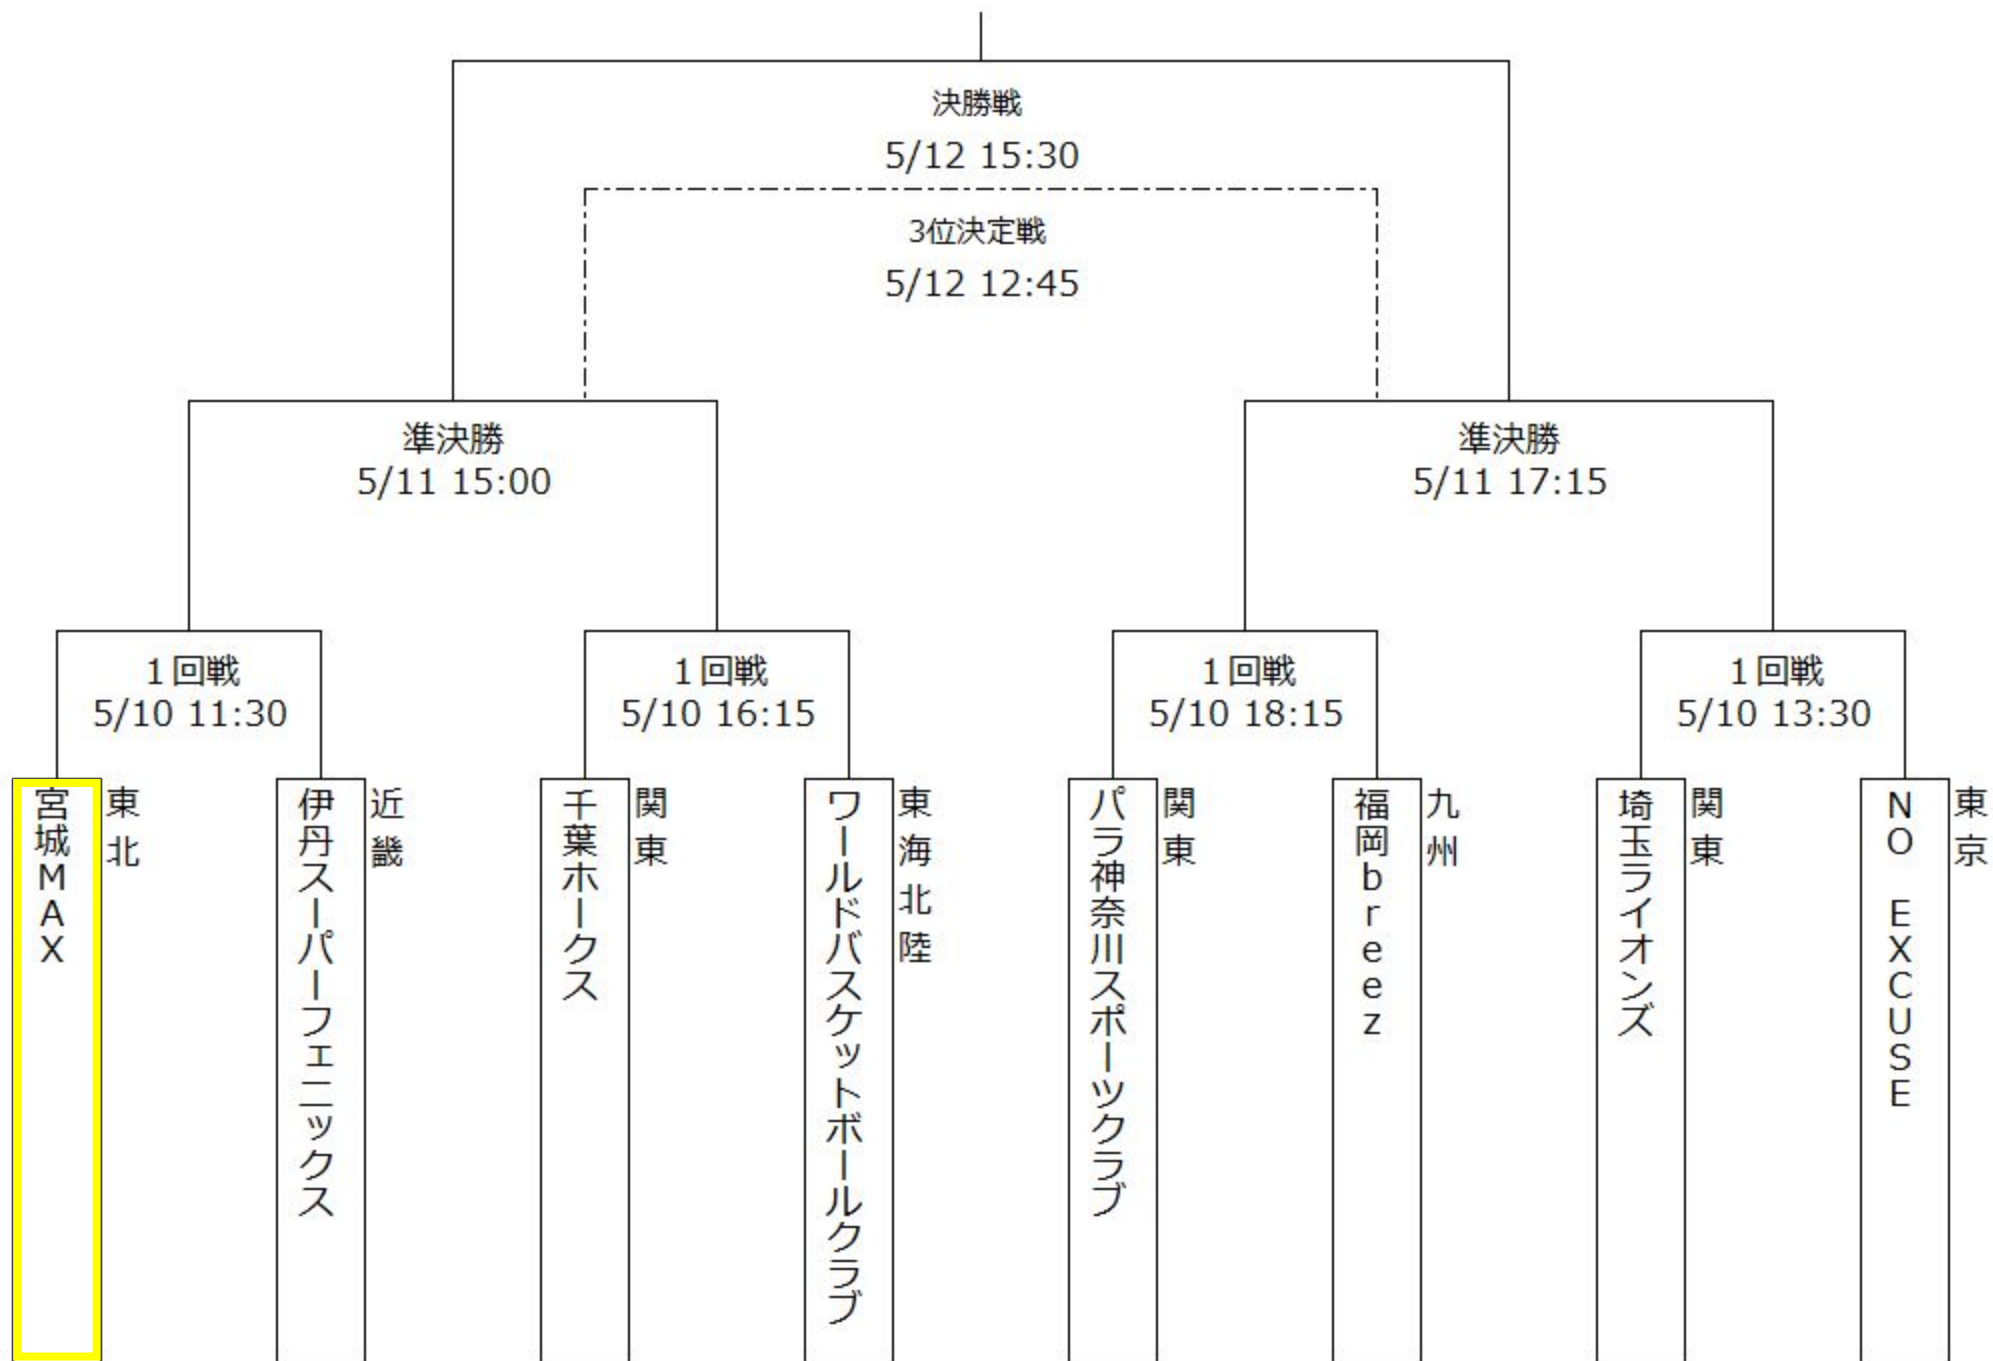 決勝戦
5/12 15:30
3位決定戦
5/12 12:45
準決勝
5/11 15:00
準決勝
5/11 17:15
1回戦
5/10 11:30
1回戦
5/10 16:15
1回戦
5/10 18:15
1回戦
5/10 13:30
宮城MAX
東北
伊丹スーパーフェニックス
近畿
千葉ホークス
関東
ワールドバスケットボールクラブ
東海北陸
パラ神奈川スポーツクラブ
関東
福岡breez
九州
埼玉ライオンズ
関東
NO EXCUSE
東京